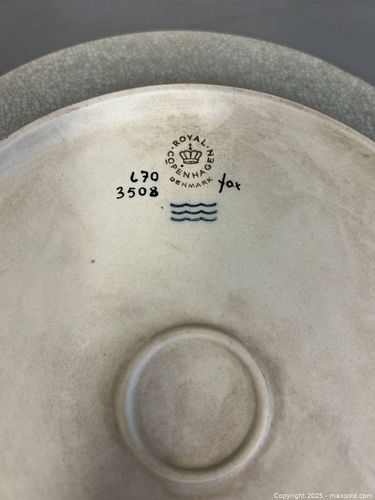 ROYAL
COPENHAGEN
DENMARK
670
3508
Copyright 2025 - maxsold.com